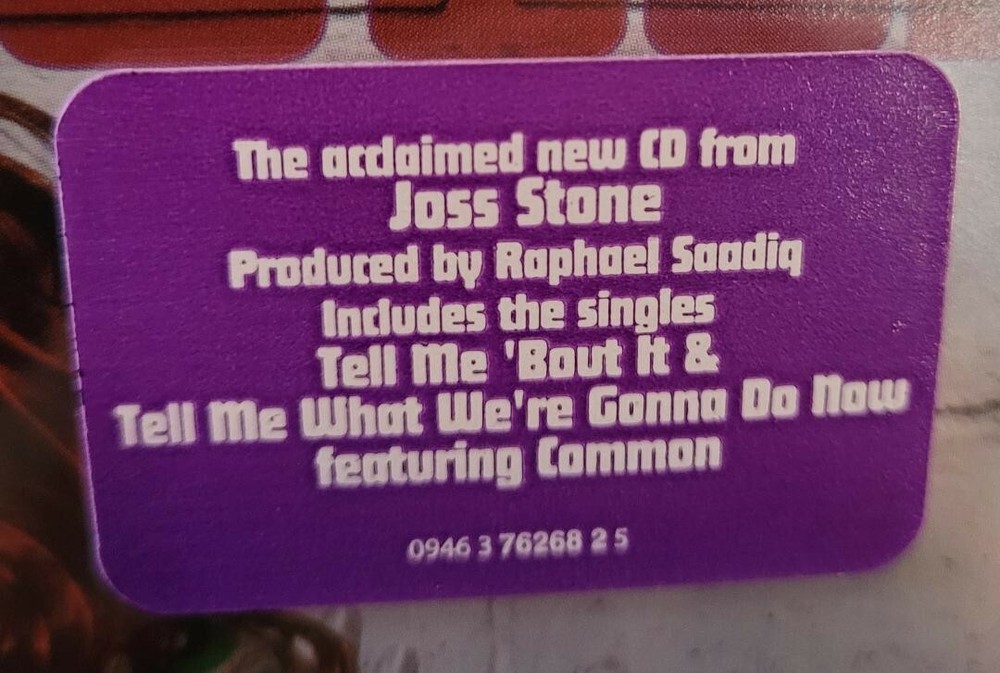 The acclaimed new CD from
Joss Stone
Produced by Raphael Saadiq
Includes the singles
Tell Me 'Bout It &
Tell Me What We're Gonna Do Now
featuring Common
0946 3 76268 2 5